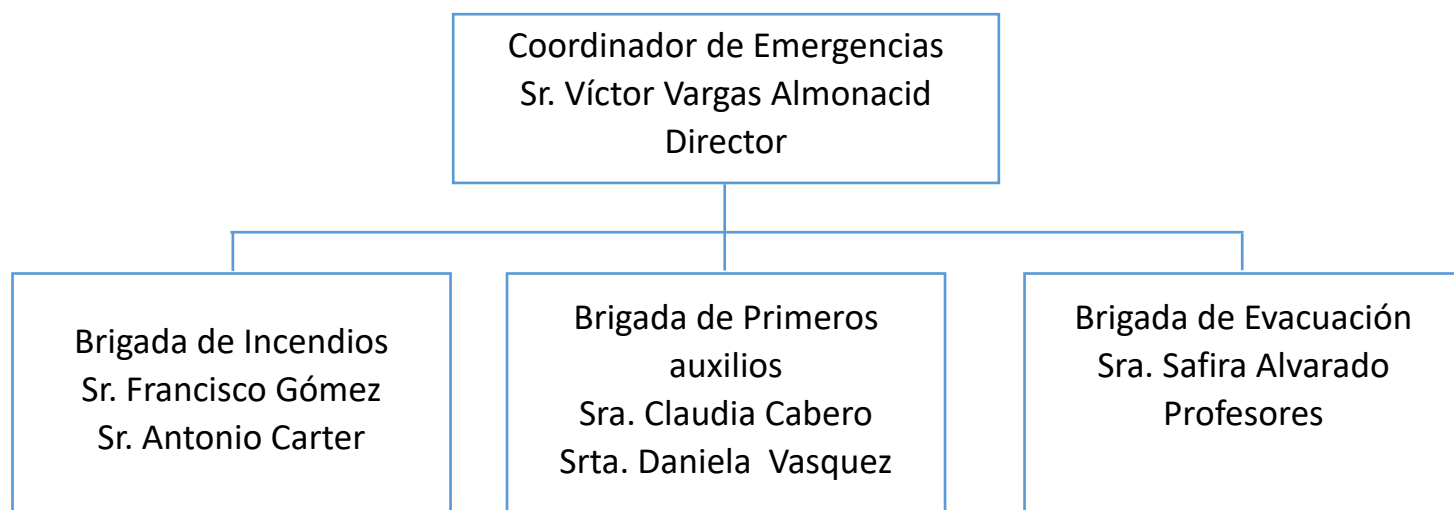 Coordinador de Emergencias
Sr. Víctor Vargas Almonacid
Director
Brigada de Incendios
Sr. Francisco Gómez
Sr. Antonio Carter
Brigada de Primeros
auxilios
Sra. Claudia Cabero
Srta. Daniela  Vasquez
Brigada de Evacuación
Sra. Safira Alvarado
Profesores